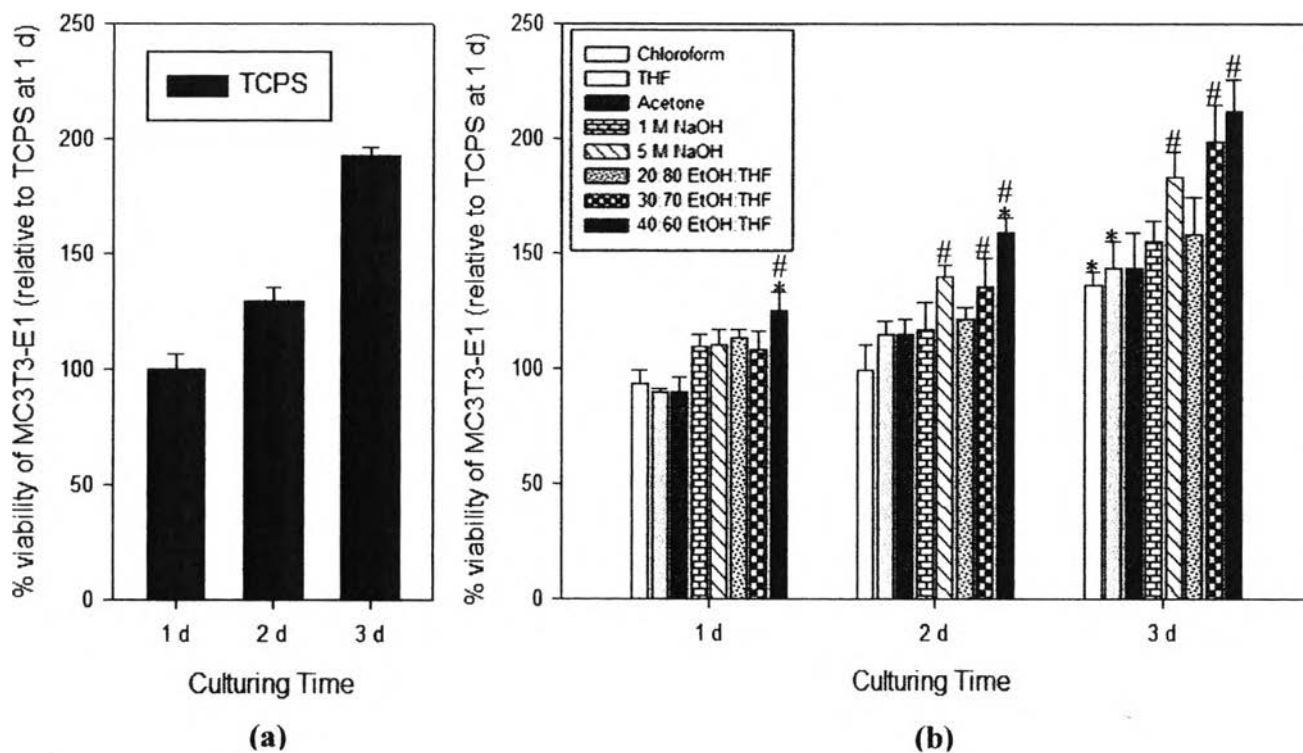 % viability of MC3T3-E1 (relative to TCPS at 1 d)
250
200
150
100
50
0
TCPS
1 d 2 d 3 d
Culturing Time
(a)
% viability of MC3T3-E1 (relative to TCPS at 1 d)
250
200
150
100
50
0
Chloroform
THF
Acetone
1 M NaOH
5 M NaOH
20:80 EtOH:THF
30:70 EtOH:THF
40:60 EtOH:THF
#
*
#
#
#
*
*
*
#
#
#
1 d 2 d 3 d
Culturing Time
(b)